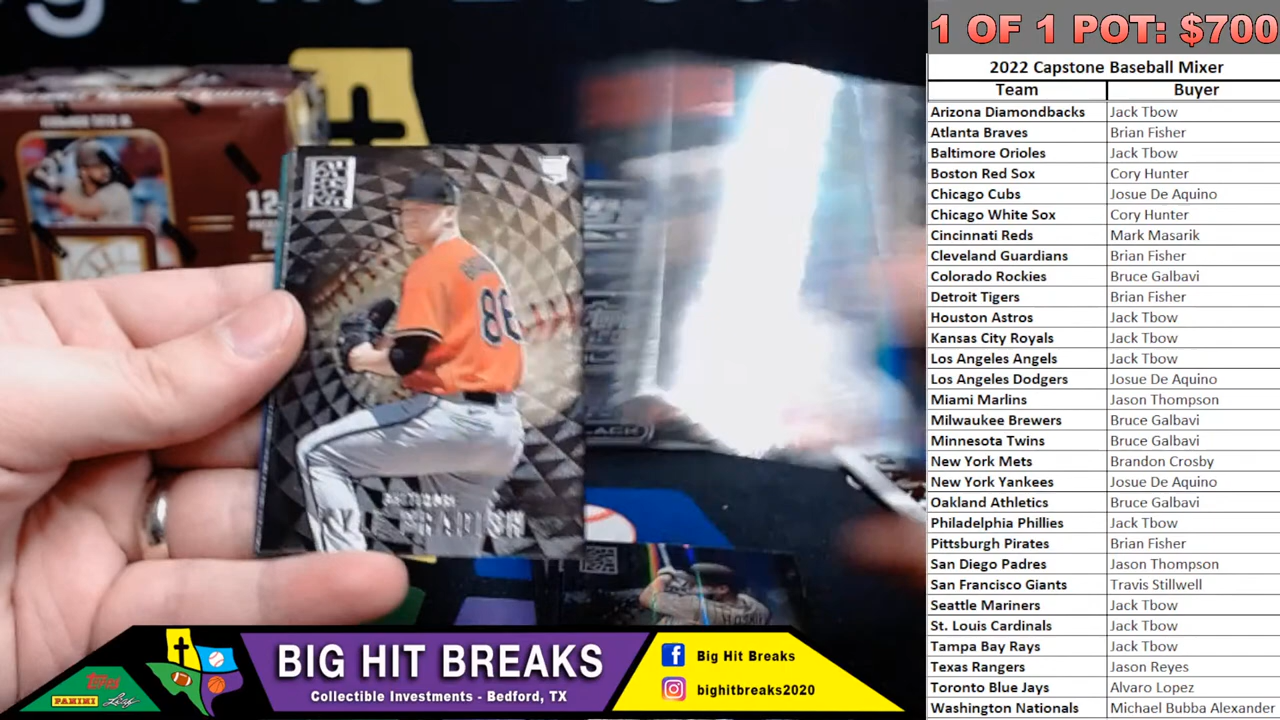 1 OF 1 POT: $700
2022 Capstone Baseball Mixer
Team Buyer
Arizona Diamondbacks Jack Tbow
Atlanta Braves Brian Fisher
Baltimore Orioles Jack Tbow
Boston Red Sox Cory Hunter
Chicago Cubs Josue De Aquino
Chicago White Sox Cory Hunter
Cincinnati Reds Mark Masarik
Cleveland Guardians Brian Fisher
Colorado Rockies Bruce Galbavi
Detroit Tigers Brian Fisher
Houston Astros Jack Tbow
Kansas City Royals Jack Tbow
Los Angeles Angels Jack Tbow
Los Angeles Dodgers Josue De Aquino
Miami Marlins Jason Thompson
Milwaukee Brewers Bruce Galbavi
Minnesota Twins Bruce Galbavi
New York Mets Brandon Crosby
New York Yankees Josue De Aquino
Oakland Athletics Bruce Galbavi
Philadelphia Phillies Jack Tbow
Pittsburgh Pirates Brian Fisher
San Diego Padres Jason Thompson
San Francisco Giants Travis Stillwell
Seattle Mariners Jack Tbow
St. Louis Cardinals Jack Tbow
Tampa Bay Rays Jack Tbow
Texas Rangers Jason Reyes
Toronto Blue Jays Alvaro Lopez
Washington Nationals Michael Bubba Alexander
12
86
KYLE BRADISH
BIG HIT BREAKS
Collectible Investments - Bedford, TX
Big Hit Breaks
bighitbreaks2020
Topps
PANINI
Leaf